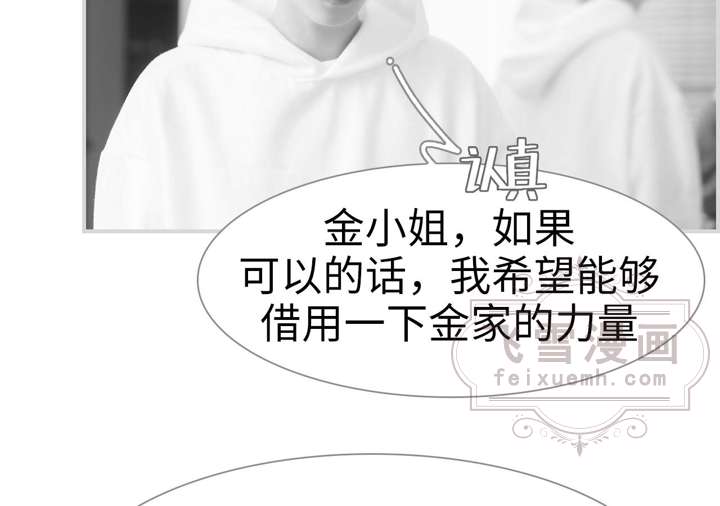 认真
金小姐，如果
可以的话，我希望能够
借用一下金家的力量
飞雪漫画
feixuemh.com